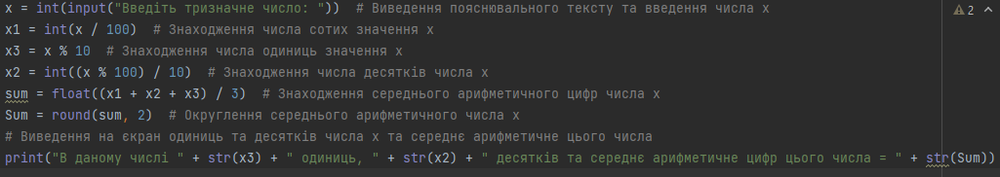 x = int(input("Введіть тризначне число: "))  # Виведення пояснювального тексту та введення числа x
x1 = int(x / 100)  # Знаходження числа сотих значення x
x3 = x % 10  # Знаходження числа одиниць значення x
x2 = int((x % 100) / 10)  # Знаходження числа десятків числа x
sum = float((x1 + x2 + x3) / 3)  # Знаходження середнього арифметичного цифр числа x
Sum = round(sum, 2)  # Округлення середнього арифметичного числа x
# Виведення на єкран одиниць та десятків числа x та середнє арифметичне цього числа
print("В даному числі " + str(x3) + " одиниць, " + str(x2) + " десятків та середнє арифметичне цифр цього числа = " + str(Sum))
2